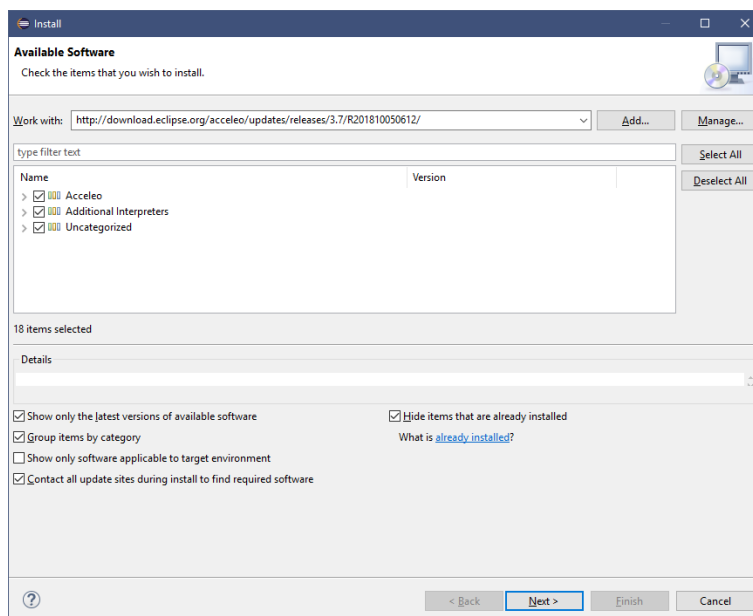 Install
Available Software
Check the items that you wish to install.
Work with: http://download.eclipse.org/acceleo/updates/releases/3.7/R201810050612/ Add... Manage...
type filter text Select All
Name Version Deselect All
Acceleo
Additional Interpreters
Uncategorized
18 items selected
Details
Show only the latest versions of available software Hide items that are already installed
Group items by category What is already installed?
Show only software applicable to target environment
Contact all update sites during install to find required software
? < Back Next > Finish Cancel